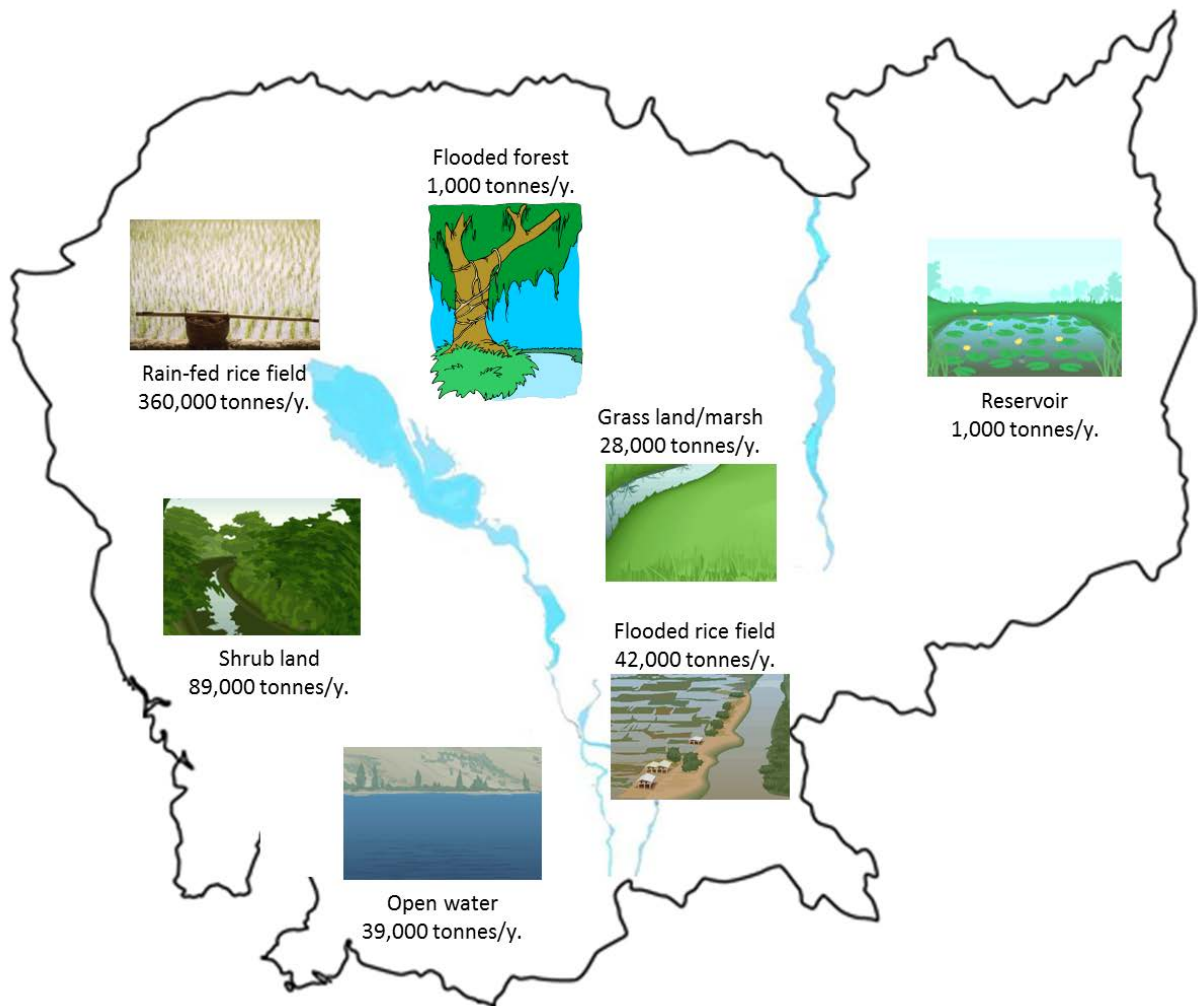 Flooded forest
1,000 tonnes/y.
Rain-fed rice field
360,000 tonnes/y.
Grass land/marsh
28,000 tonnes/y.
Reservoir
1,000 tonnes/y.
Shrub land
89,000 tonnes/y.
Flooded rice field
42,000 tonnes/y.
Open water
39,000 tonnes/y.